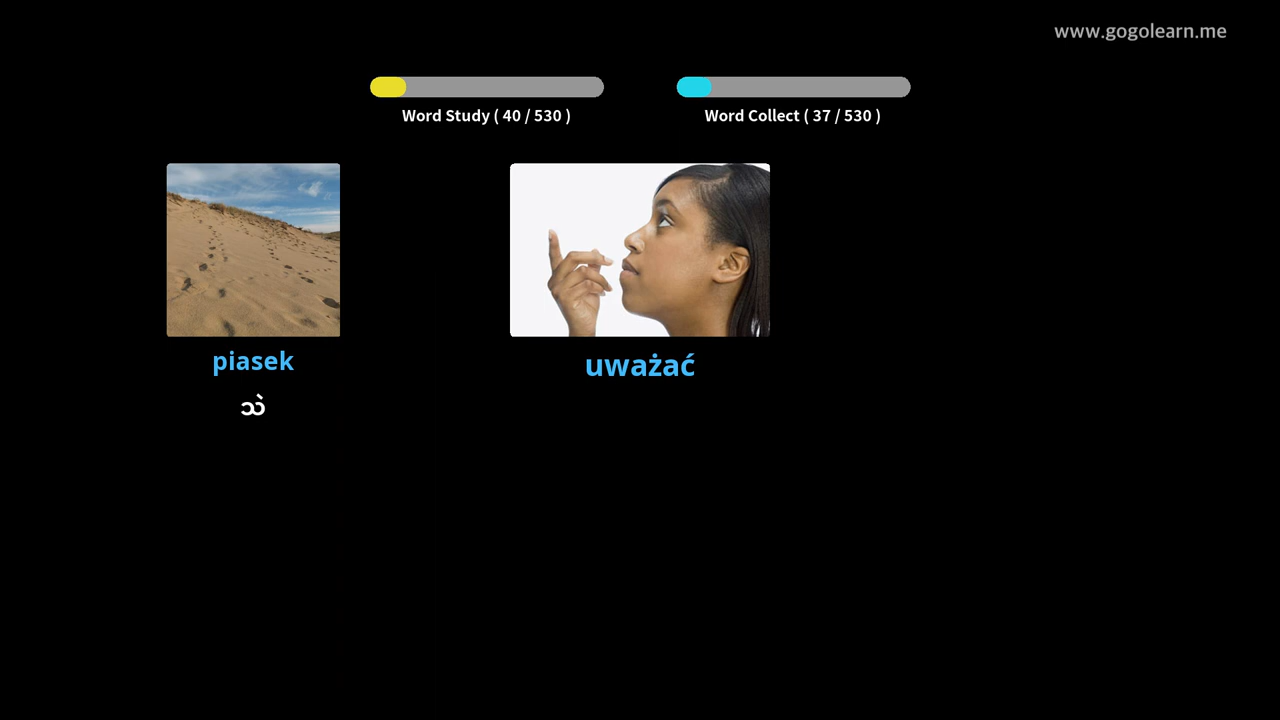 www.gogolearn.me
Word Study ( 40 / 530 )
Word Collect ( 37 / 530 )
piasek
သဲ
uważać